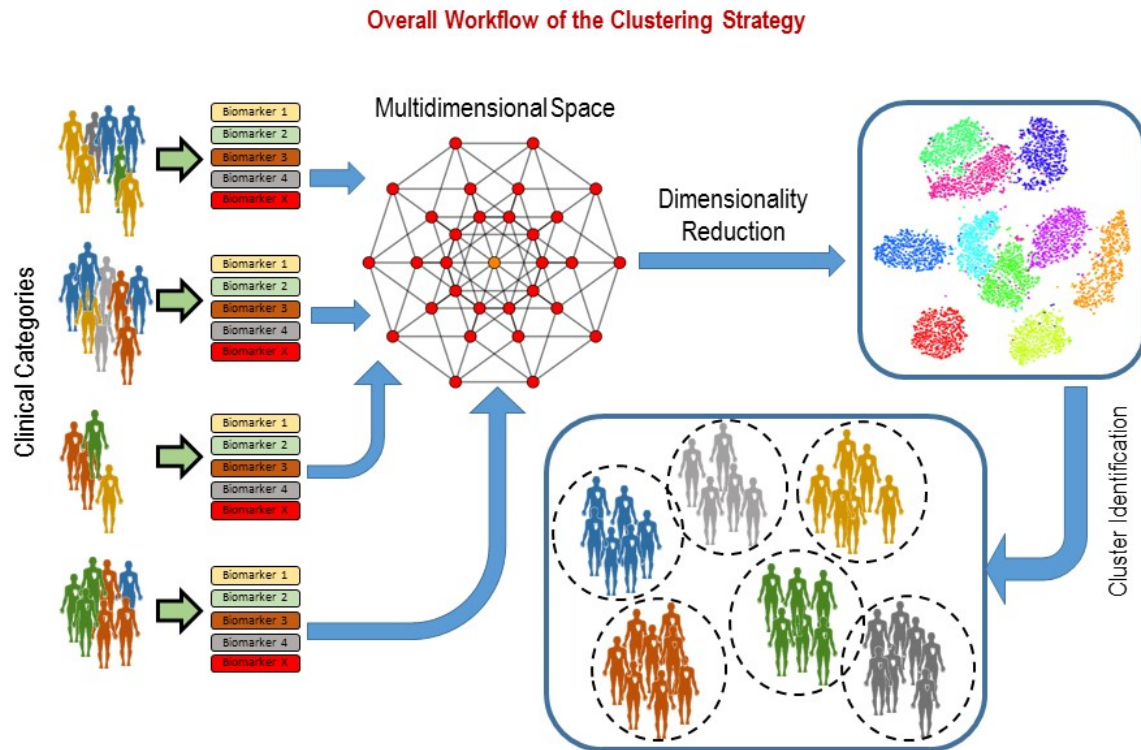 Overall Workflow of the Clustering Strategy
Clinical Categories
Biomarker 1
Biomarker 2
Biomarker 3
Biomarker 4
Biomarker X
Biomarker 1
Biomarker 2
Biomarker 3
Biomarker 4
Biomarker X
Biomarker 1
Biomarker 2
Biomarker 3
Biomarker 4
Biomarker X
Biomarker 1
Biomarker 2
Biomarker 3
Biomarker 4
Biomarker X
Multidimensional Space
Dimensionality
Reduction
Cluster Identification